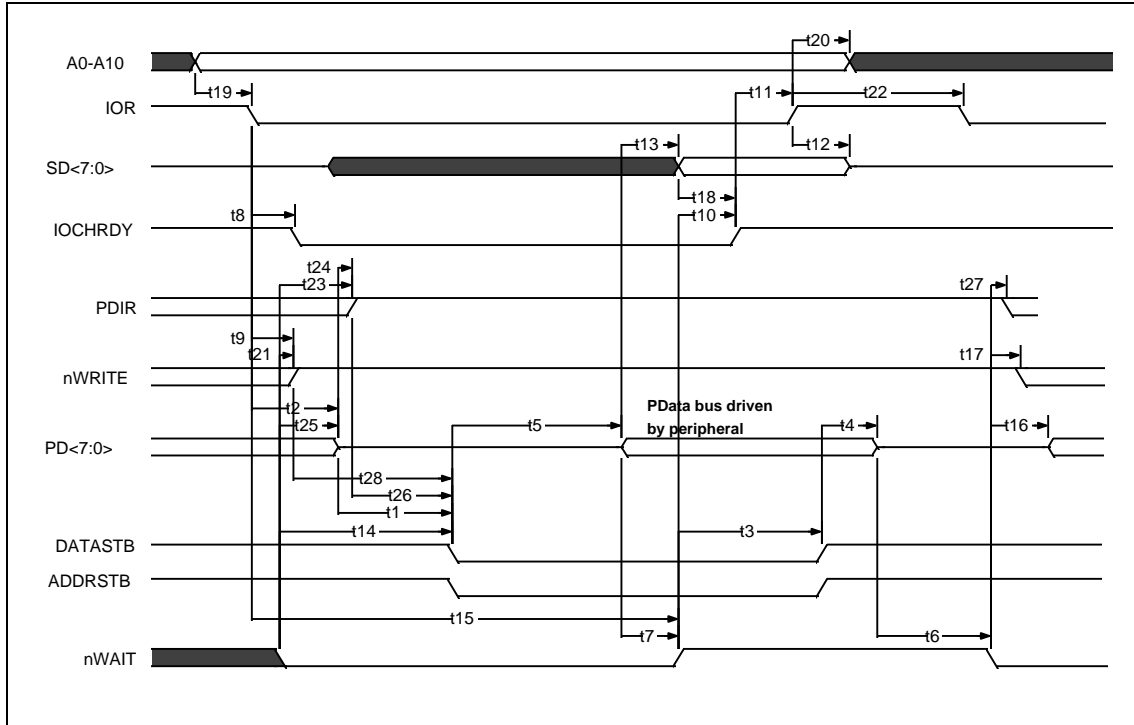 t20
A0-A10
t19
t11
t22
IOR
t13
t12
SD<7:0>
t18
t8
t10
IOCHRDY
t24
t23
t27
PDIR
t9
t21
t17
nWRITE
PData bus driven
by peripheral
t2
t25
t5
t4
t16
PD<7:0>
t28
t26
t1
t14
t3
DATASTB
ADDRSTB
t15
t7
t6
nWAIT